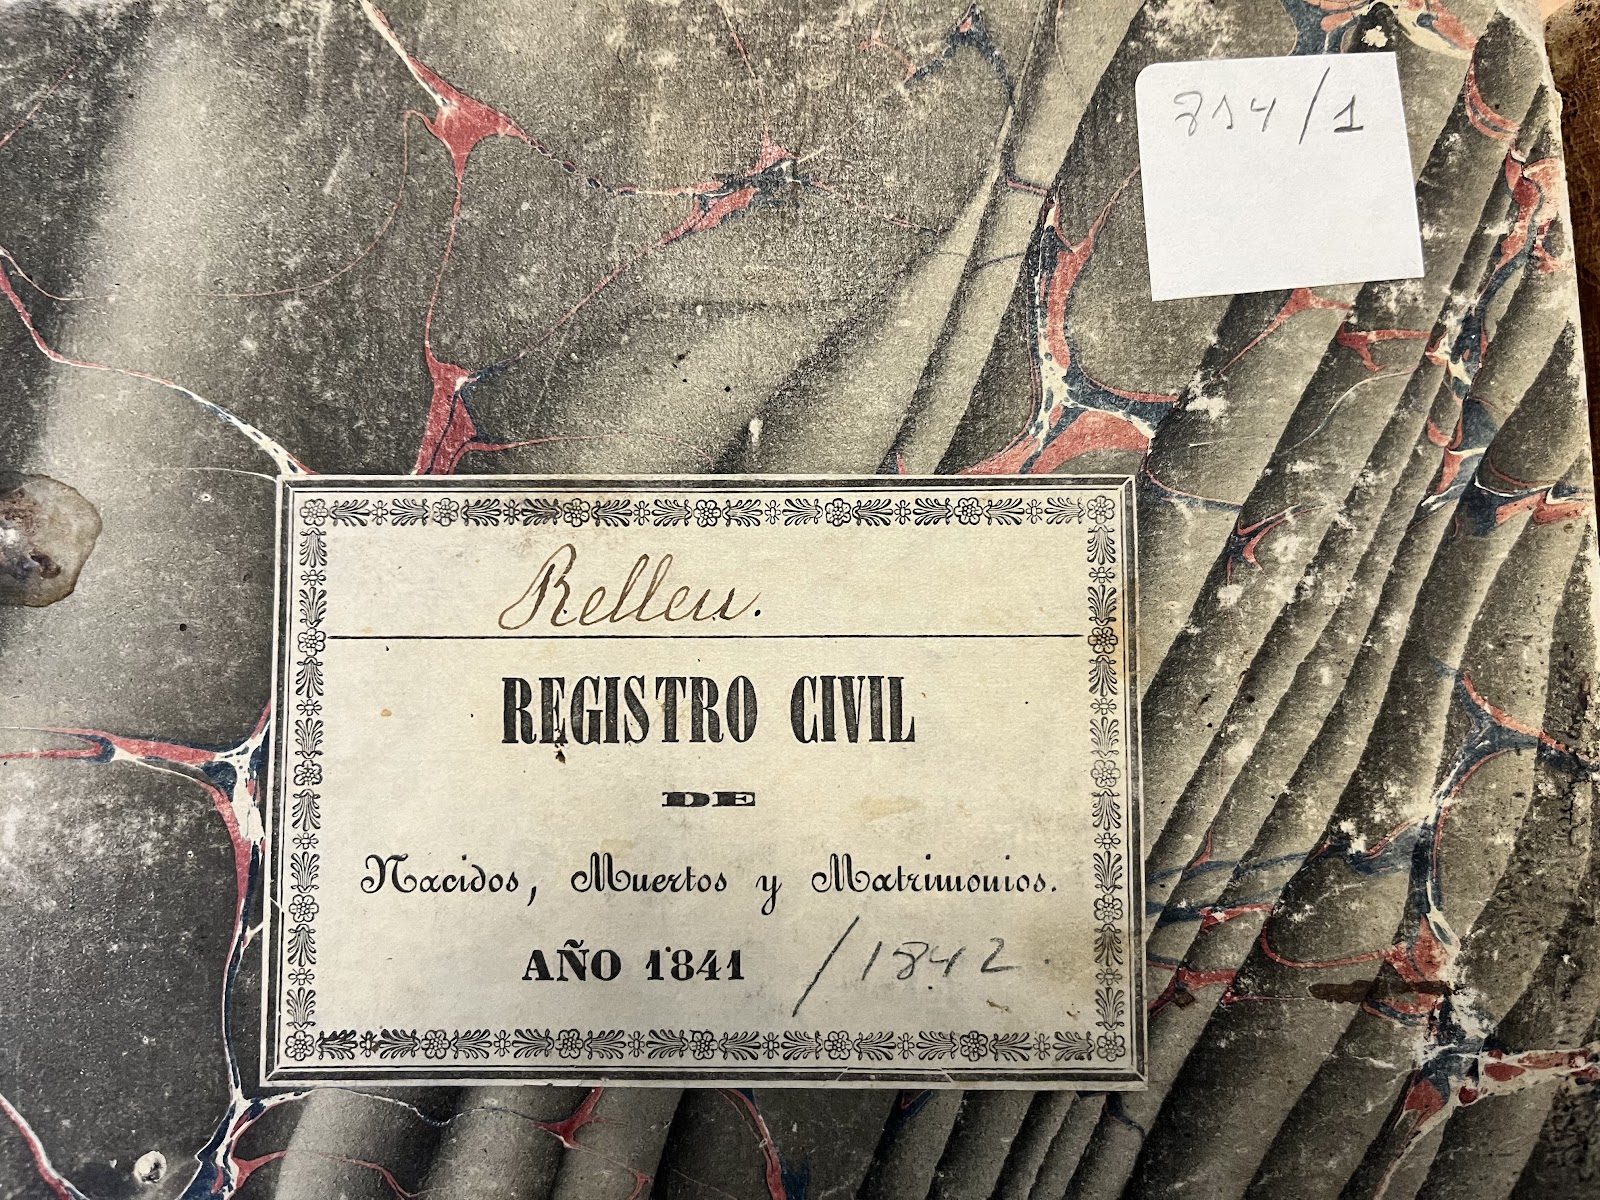 814/1
Relleu.
REGISTRO CIVIL
DE
Nacidos, Muertos y Matrimonios.
AÑO 1841 /1842